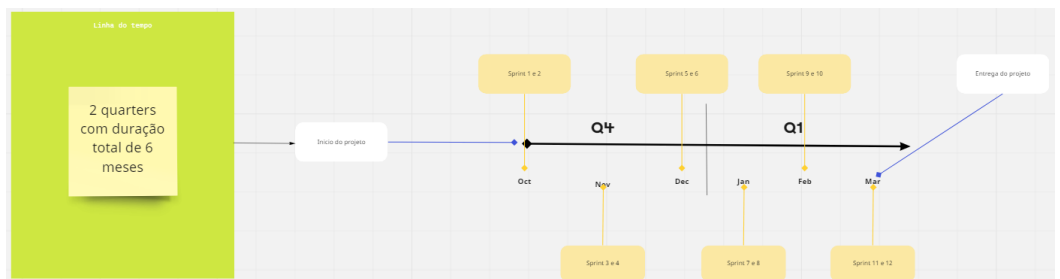 Linha do tempo
2 quarters
com duração
total de 6
meses
Inicio do projeto
Sprint 1 e 2
Sprint 5 e 6
Sprint 9 e 10
Entrega do projeto
Q4
Q1
Oct
Nov
Dec
Jan
Feb
Mar
Sprint 3 e 4
Sprint 7 e 8
Sprint 11 e 12